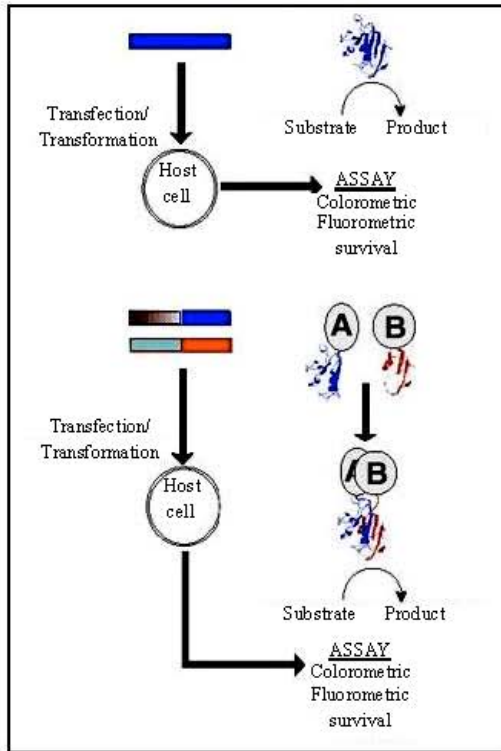 Transfection/
Transformation
Host
cell
Substrate Product
ASSAY
Colorometric
Fluorometric
survival
A B
Transfection/
Transformation
Host
cell
A B
Substrate Product
ASSAY
Colorometric
Fluorometric
survival